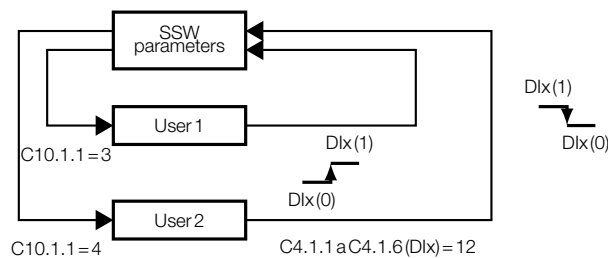 SSW
parameters
DIx(1)
DIx(0)
User 1
C10.1.1 = 3
DIx(1)
DIx(0)
User 2
C10.1.1 = 4
C4.1.1 a C4.1.6 (DIx) = 12